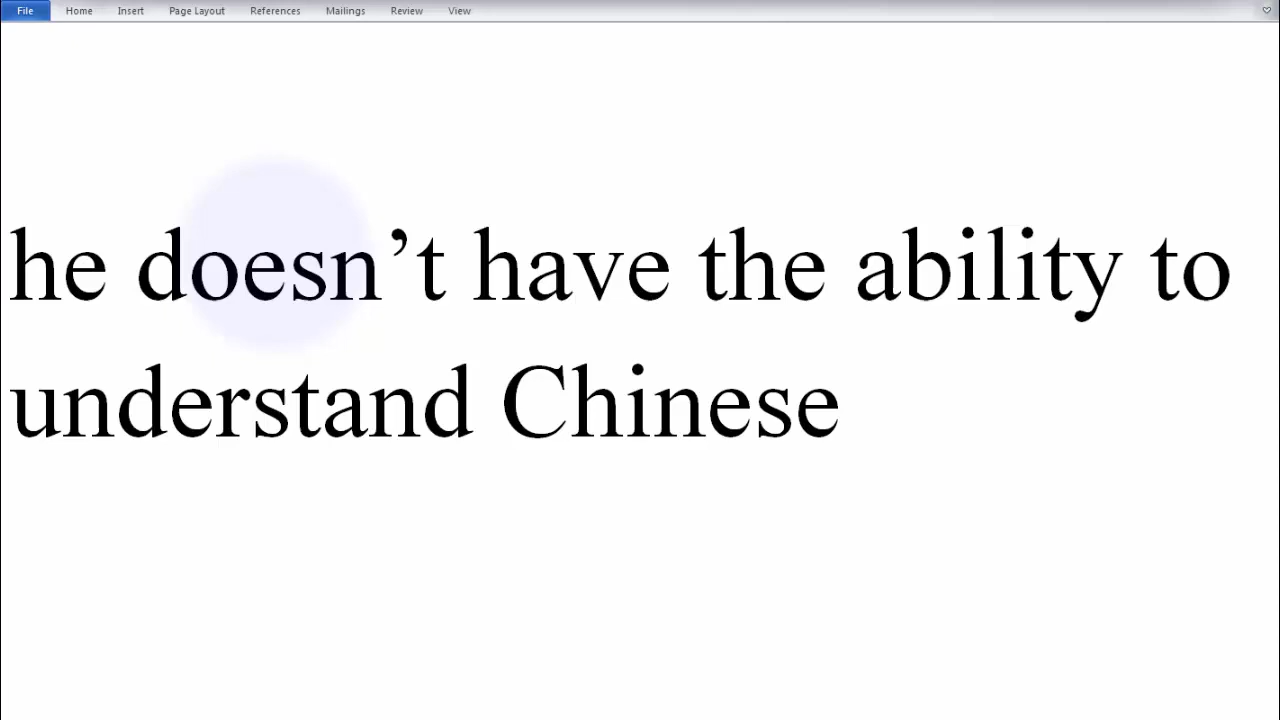 File Home Insert Page Layout References Mailings Review View
he doesn’t have the ability to
understand Chinese